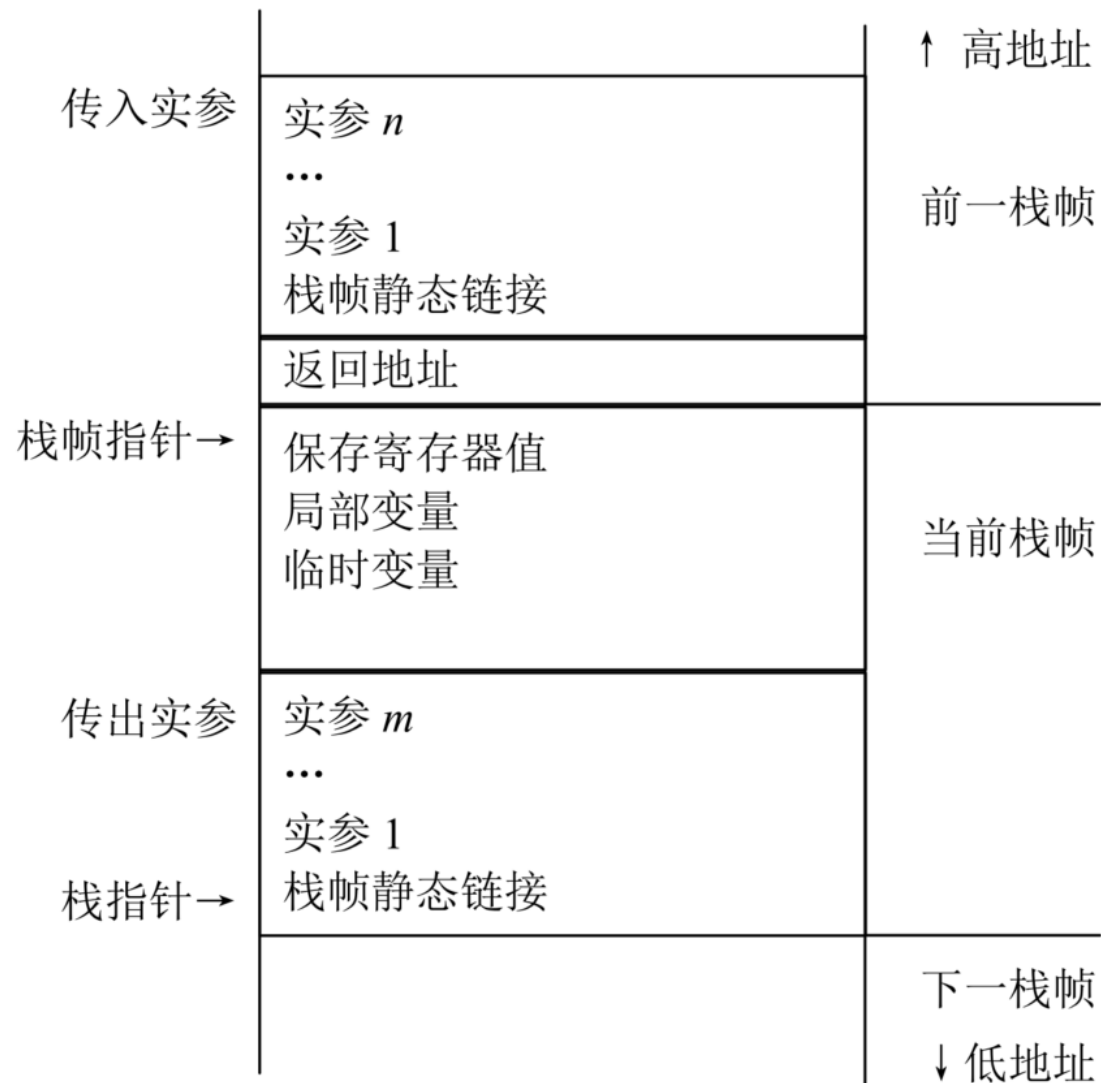 ↑ 高地址
传入实参
实参 n
…
实参 1
栈帧静态链接
前一栈帧
返回地址
栈帧指针→
保存寄存器值
局部变量
临时变量
当前栈帧
传出实参
实参 m
…
实参 1
栈指针→
栈帧静态链接
下一栈帧
↓低地址